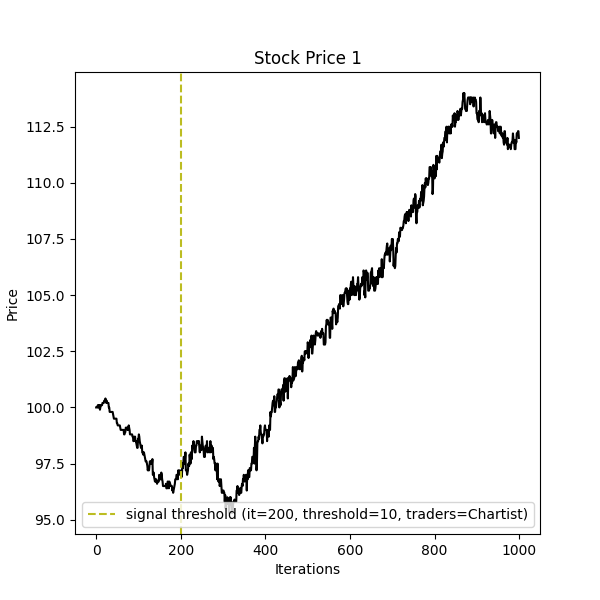 Stock Price 1
Price
112.5
110.0
107.5
105.0
102.5
100.0
97.5
95.0
signal threshold (it=200, threshold=10, traders=Chartist)
0 200 400 600 800 1000
Iterations